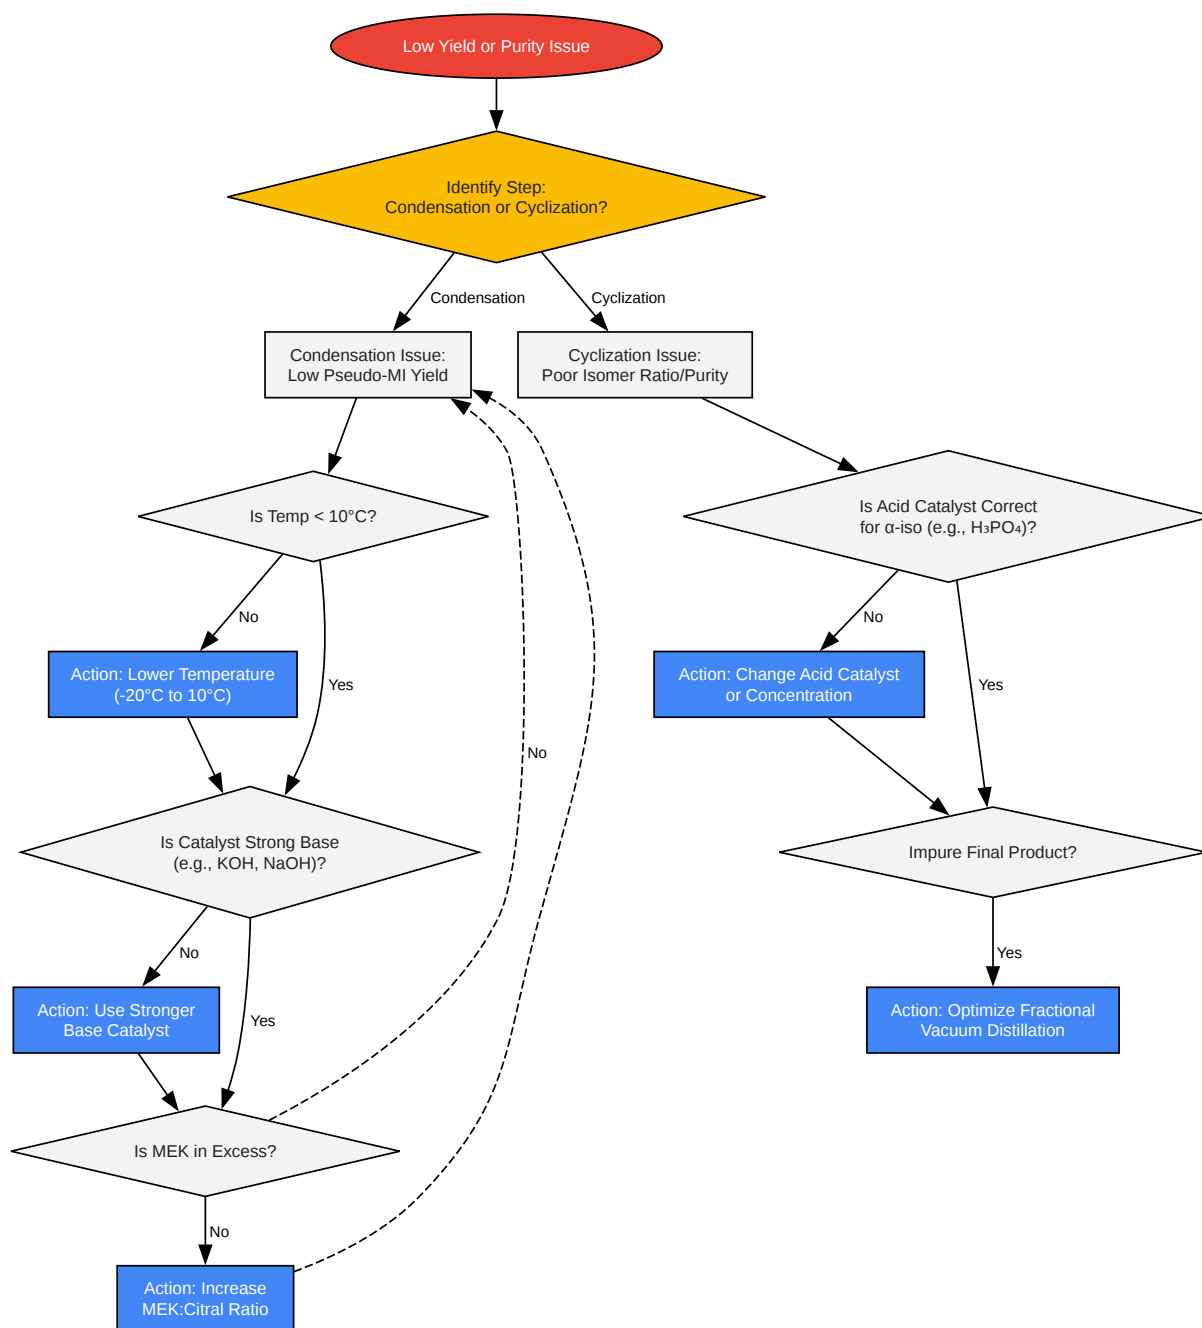 Low Yield or Purity Issue
Identify Step:
Condensation or Cyclization?
Condensation
Cyclization
Condensation Issue:
Low Pseudo-MI Yield
Cyclization Issue:
Poor Isomer Ratio/Purity
Is Temp < 10°C?
Is Acid Catalyst Correct
for α-iso (e.g., H₃PO₄)?
No
No
Action: Lower Temperature
(-20°C to 10°C)
Yes
Action: Change Acid Catalyst
or Concentration
Yes
No
Is Catalyst Strong Base
(e.g., KOH, NaOH)?
Impure Final Product?
No
Yes
Action: Use Stronger
Base Catalyst
Yes
Action: Optimize Fractional
Vacuum Distillation
Is MEK in Excess?
No
Action: Increase
MEK:Citral Ratio